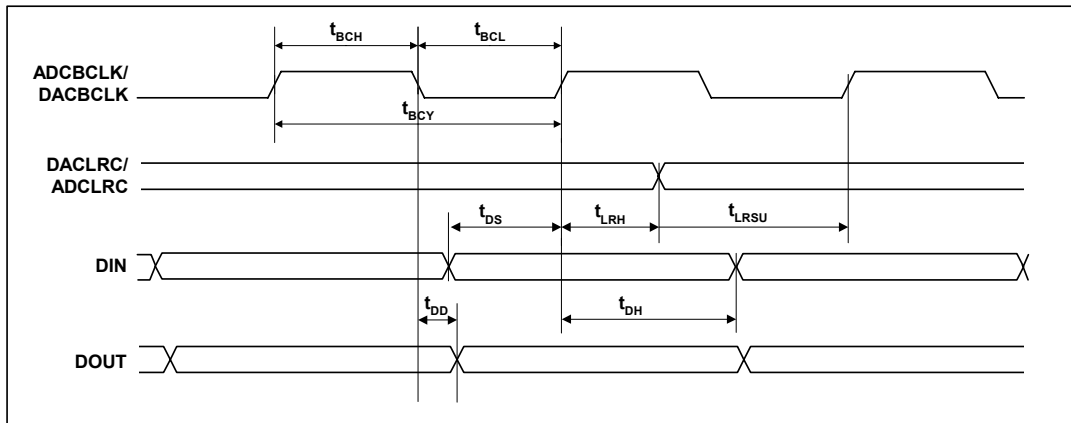 tBCH tBCL
ADCBCLK/
DACBCLK
tBCY
DACLRC/
ADCLRC
tDS tLRH tLRSU
DIN
tDD tDH
DOUT